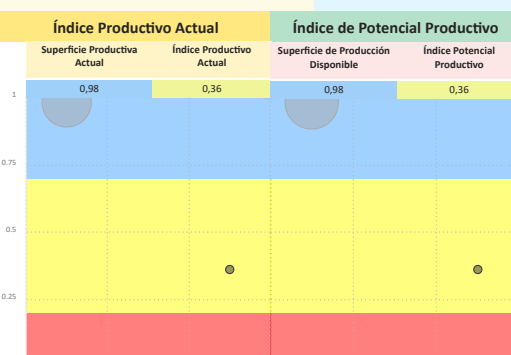 Índice Productivo Actual
Índice de Potencial Productivo
Superficie Productiva Actual
Índice Productivo Actual
Superficie de Producción Disponible
Índice Potencial Productivo
0,98
0,36
0,98
0,36
1
0.75
0.5
0.25